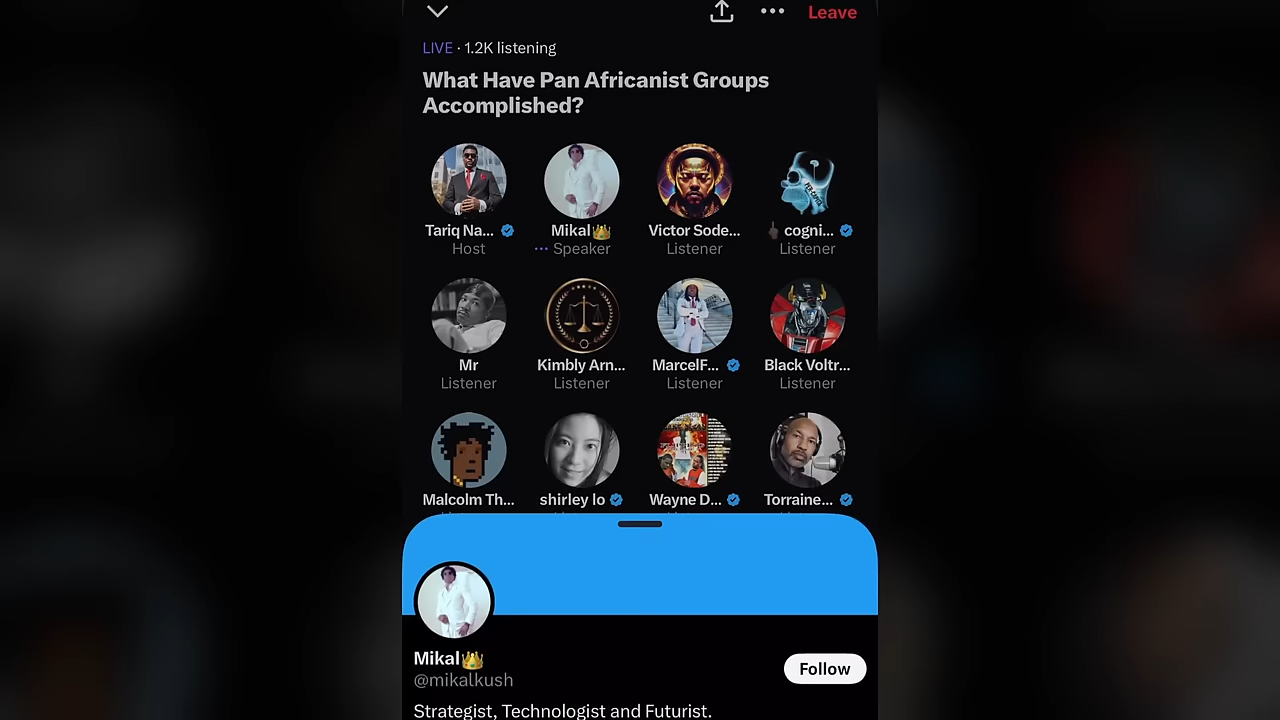 Leave
LIVE · 1.2K listening
What Have Pan Africanist Groups
Accomplished?
Tariq Na... Mikal👑 Victor Sode... cogni...
Host ··· Speaker Listener Listener
Mr Kimbly Arn... MarcelF... Black Voltr...
Listener Listener Listener Listener
Malcolm Th... shirley lo Wayne D... Torraine...
Mikal👑
Follow
@mikalkush
Strategist, Technologist and Futurist.